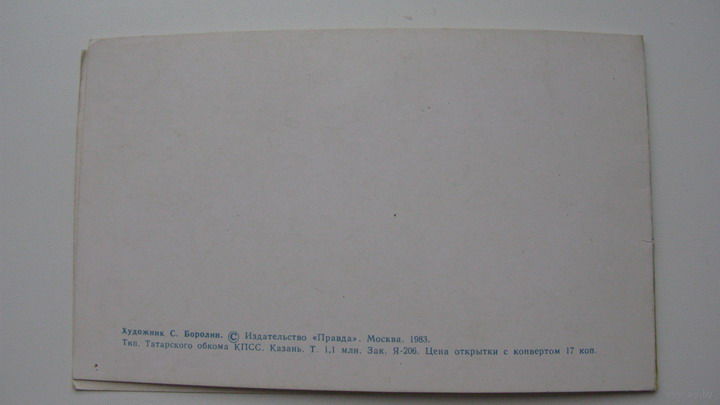 Художник С. Бородин. © Издательство «Правда». Москва. 1983.
Тип. Татарского обкома КПСС. Казань. Т. 1,1 млн. Зак. Я-206. Цена открытки с конвертом 17 коп.